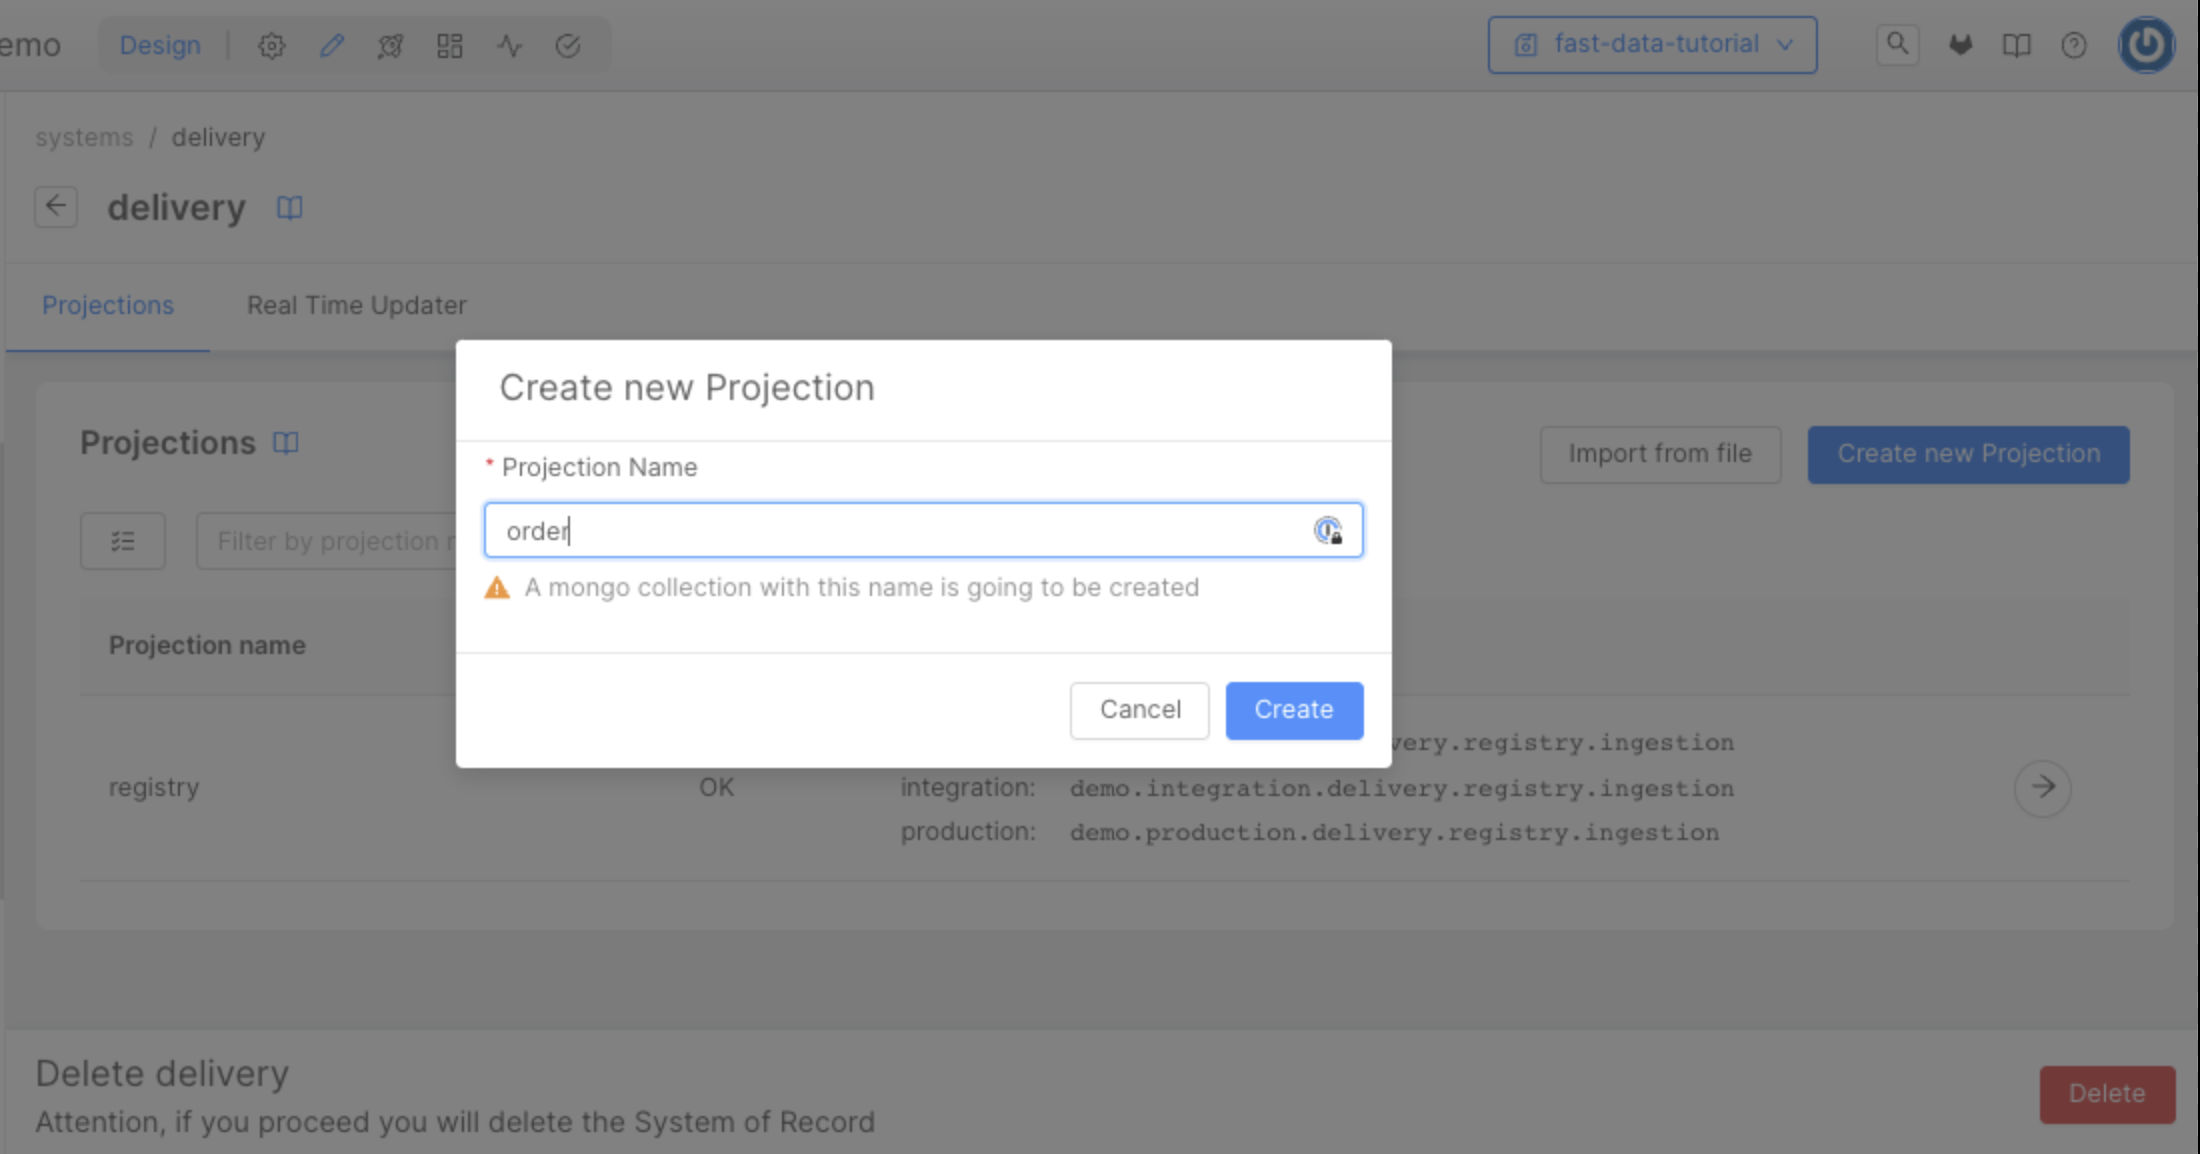 emo Design fast-data-tutorial
systems / delivery
delivery
Projections Real Time Updater
Create new Projection
Projections Import from file Create new Projection
* Projection Name
order
Filter by projection
A mongo collection with this name is going to be created
Projection name
Cancel Create
very.registry.ingestion
registry OK integration: demo.integration.delivery.registry.ingestion
production: demo.production.delivery.registry.ingestion
Delete delivery
Delete
Attention, if you proceed you will delete the System of Record